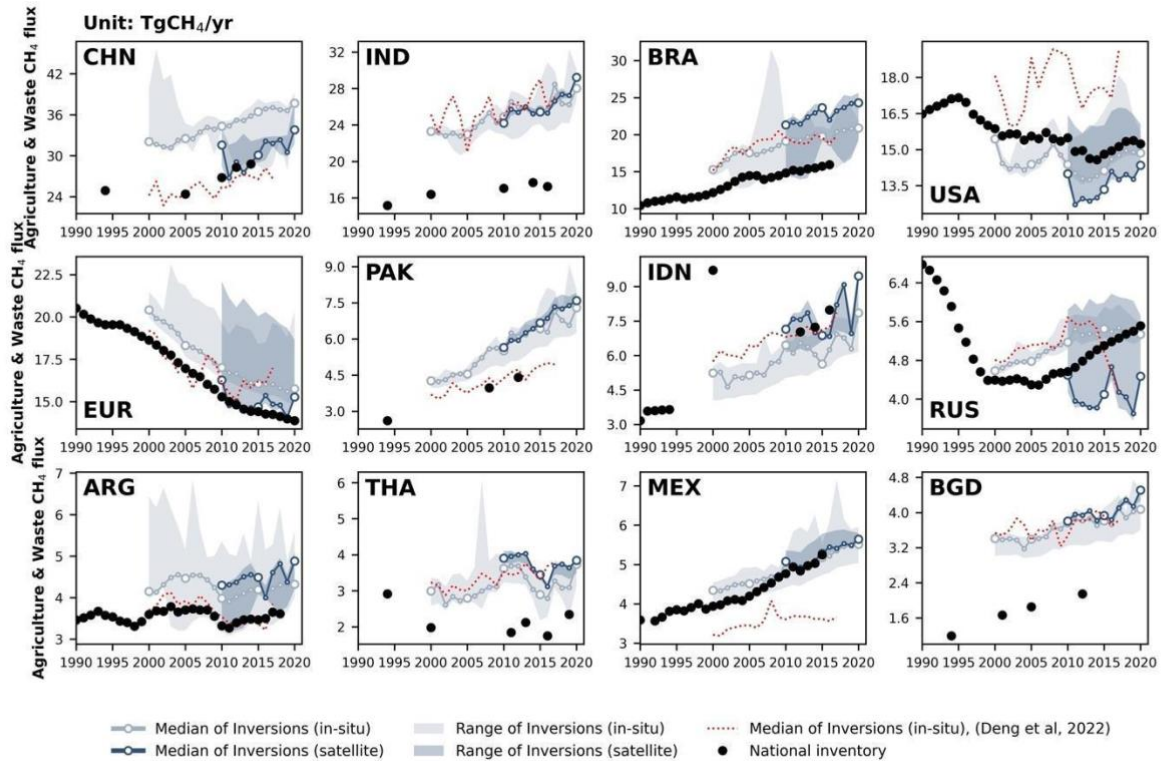 Unit: TgCH₄/yr
Agriculture & Waste CH₄ flux
CHN
42
36
30
24
1990 1995 2000 2005 2010 2015 2020
IND
32
28
24
20
16
1990 1995 2000 2005 2010 2015 2020
BRA
30
25
20
15
10
1990 1995 2000 2005 2010 2015 2020
USA
18.0
16.5
15.0
13.5
1990 1995 2000 2005 2010 2015 2020
Agriculture & Waste CH₄ flux
EUR
22.5
20.0
17.5
15.0
1990 1995 2000 2005 2010 2015 2020
PAK
9.0
7.5
6.0
4.5
3.0
1990 1995 2000 2005 2010 2015 2020
IDN
9.0
7.5
6.0
4.5
3.0
1990 1995 2000 2005 2010 2015 2020
RUS
6.4
5.6
4.8
4.0
1990 1995 2000 2005 2010 2015 2020
Agriculture & Waste CH₄ flux
ARG
7
6
5
4
3
1990 1995 2000 2005 2010 2015 2020
THA
6
5
4
3
2
1990 1995 2000 2005 2010 2015 2020
MEX
7
6
5
4
3
1990 1995 2000 2005 2010 2015 2020
BGD
4.8
4.0
3.2
2.4
1.6
1990 1995 2000 2005 2010 2015 2020
Median of Inversions (in-situ)
Range of Inversions (in-situ)
Median of Inversions (in-situ), (Deng et al, 2022)
Median of Inversions (satellite)
Range of Inversions (satellite)
National inventory